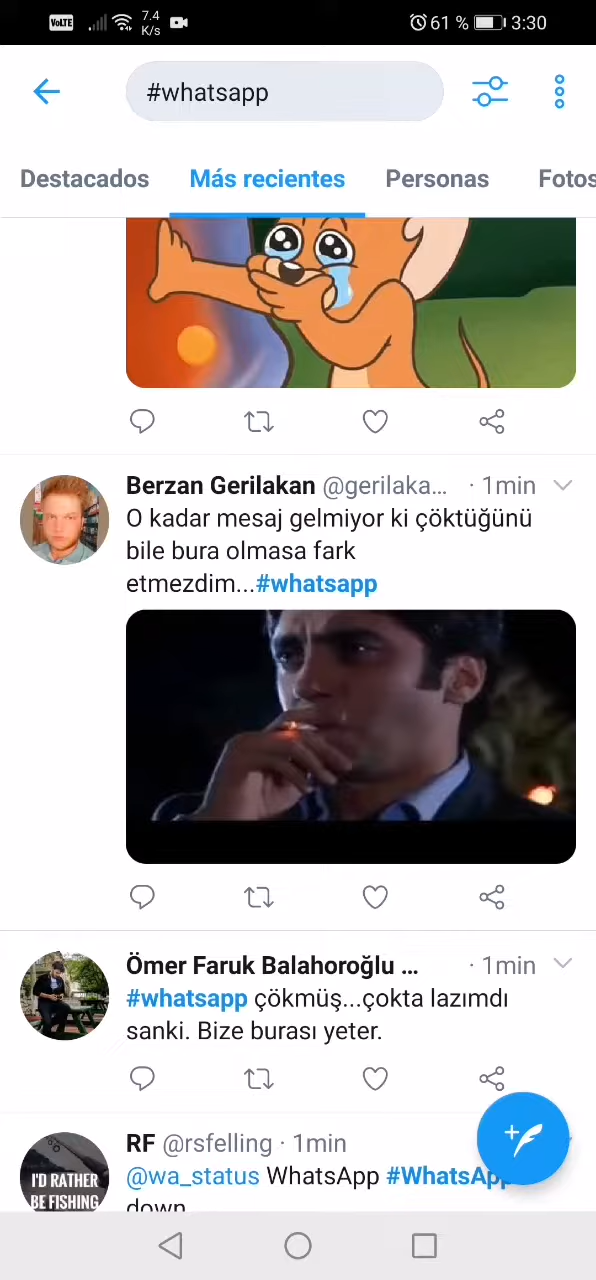 VoLTE 7.4 K/s 61 % 3:30
#whatsapp
Destacados Más recientes Personas Fotos
Berzan Gerilakan @gerilaka... · 1min
O kadar mesaj gelmiyor ki çöktüğünü
bile bura olmasa fark
etmezdim...#whatsapp
Ömer Faruk Balahoroğlu ... · 1min
#whatsapp çökmüş...çokta lazımdı
sanki. Bize burası yeter.
RF @rsfelling · 1min
I'D RATHER
BE FISHING
@wa_status WhatsApp #WhatsApp
down